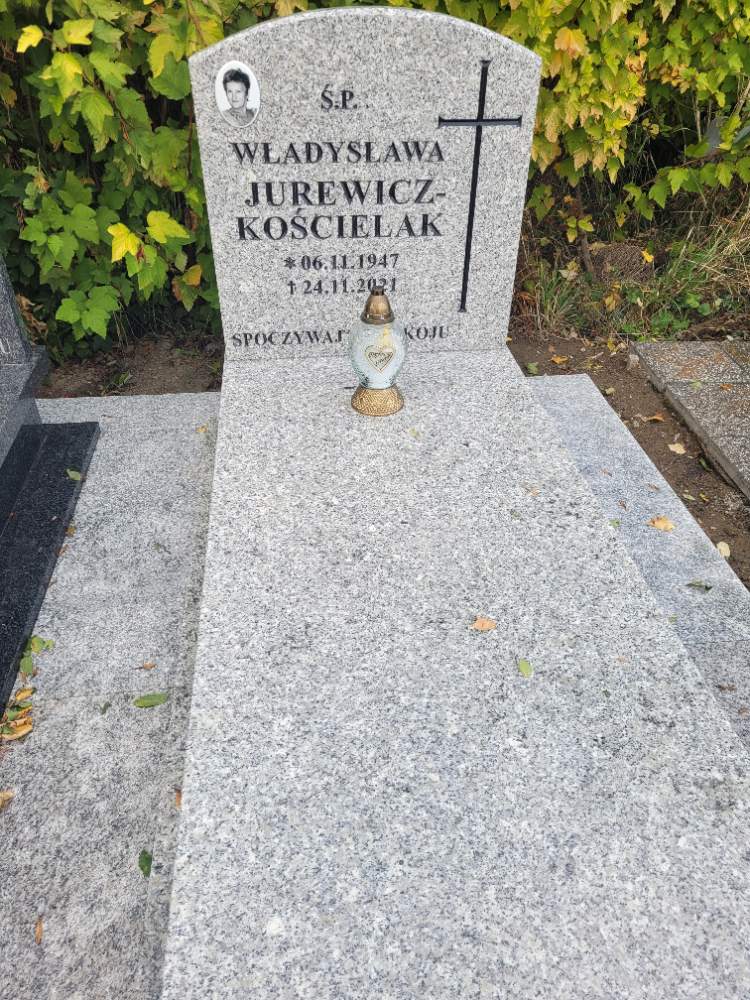 Ś.P.
WŁADYSŁAWA
JUREWICZ-
KOŚCIELAK
* 06.11.1947
† 24.11.2021
SPOCZYWAJ